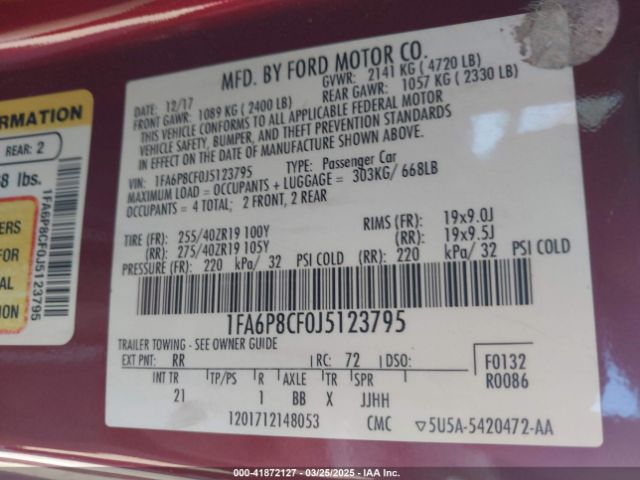 MFD. BY FORD MOTOR CO.
DATE: 12/17
GVWR: 2141 KG ( 4720 LB)
FRONT GAWR: 1089 KG ( 2400 LB)
REAR GAWR: 1057 KG ( 2330 LB)
THIS VEHICLE CONFORMS TO ALL APPLICABLE FEDERAL MOTOR
VEHICLE SAFETY, BUMPER, AND THEFT PREVENTION STANDARDS
IN EFFECT ON THE DATE OF MANUFACTURE SHOWN ABOVE.
VIN: 1FA6P8CF0J5123795
TYPE: Passenger Car
MAXIMUM LOAD = OCCUPANTS + LUGGAGE = 303KG/ 668LB
OCCUPANTS = 4 TOTAL; 2 FRONT, 2 REAR
TIRE (FR): 255/40ZR19 100Y RIMS (FR): 19x9.0J
(RR): 275/40ZR19 105Y (RR): 19x9.5J
PRESSURE (FR): 220 kPa/ 32 PSI COLD (RR): 220 kPa/ 32 PSI COLD
1FA6P8CF0J5123795
TRAILER TOWING - SEE OWNER GUIDE
EXT PNT: RR RC: 72 DSO: F0132
R0086
INT TR TP/PS R AXLE TR SPR
21 1 BB X JJHH
1201712148053 CMC 5U5A-5420472-AA
ORMATION
REAR: 2
8 lbs.
ERS
FOR
AL
ION
1FA6P8CF0J5123795
000-41872127 - 03/25/2025 - IAA, Inc.